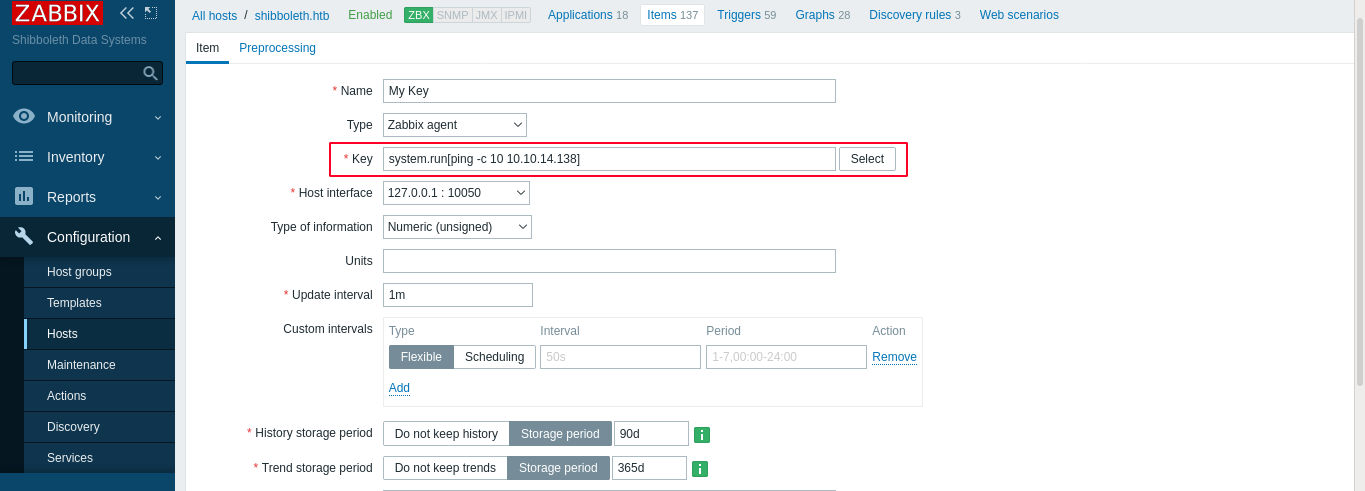 ZABBIX
Shibboleth Data Systems
Monitoring
Inventory
Reports
Configuration
Host groups
Templates
Hosts
Maintenance
Actions
Discovery
Services
All hosts / shibboleth.htb Enabled ZBX SNMP JMX IPMI Applications 18 Items 137 Triggers 59 Graphs 28 Discovery rules 3 Web scenarios
Item Preprocessing
* Name My Key
Type Zabbix agent
* Key system.run[ping -c 10 10.10.14.138] Select
* Host interface 127.0.0.1 : 10050
Type of information Numeric (unsigned)
Units
* Update interval 1m
Custom intervals Type Interval Period Action
Flexible Scheduling 50s 1-7,00:00-24:00 Remove
Add
* History storage period Do not keep history Storage period 90d
* Trend storage period Do not keep trends Storage period 365d